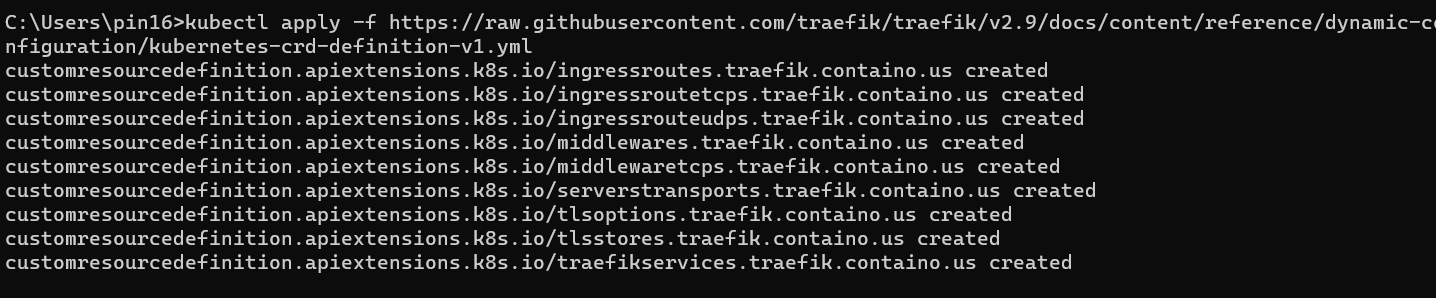 C:\Users\pin16>kubectl apply -f https://raw.githubusercontent.com/traefik/traefik/v2.9/docs/content/reference/dynamic-co
nfiguration/kubernetes-crd-definition-v1.yml
customresourcedefinition.apiextensions.k8s.io/ingressroutes.traefik.containo.us created
customresourcedefinition.apiextensions.k8s.io/ingressroutetcps.traefik.containo.us created
customresourcedefinition.apiextensions.k8s.io/ingressrouteudps.traefik.containo.us created
customresourcedefinition.apiextensions.k8s.io/middlewares.traefik.containo.us created
customresourcedefinition.apiextensions.k8s.io/middlewaretcps.traefik.containo.us created
customresourcedefinition.apiextensions.k8s.io/serverstransports.traefik.containo.us created
customresourcedefinition.apiextensions.k8s.io/tlsoptions.traefik.containo.us created
customresourcedefinition.apiextensions.k8s.io/tlsstores.traefik.containo.us created
customresourcedefinition.apiextensions.k8s.io/traefikservices.traefik.containo.us created